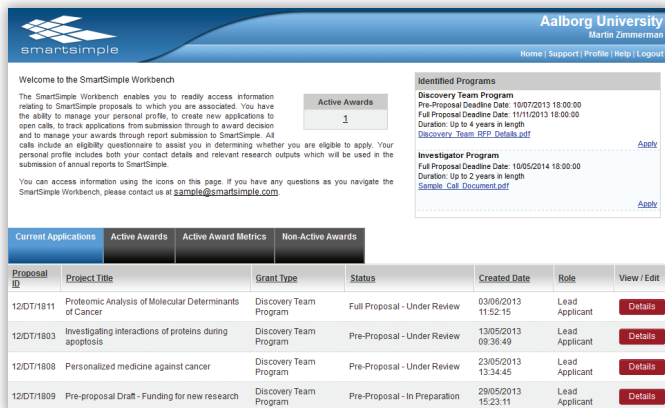 smartsimple
Aalborg University
Martin Zimmerman
Home | Support | Profile | Help | Logout
Welcome to the SmartSimple Workbench
The SmartSimple Workbench enables you to readily access information
relating to SmartSimple proposals to which you are associated. You have
the ability to manage your personal profile, to create new applications to
open calls, to track applications from submission through to award decision
and to manage your awards through report submission to SmartSimple. All
calls include an eligibility questionnaire to assist you in determining whether you are eligible to apply. Your
personal profile includes both your contact details and relevant research outputs which will be used in the
submission of annual reports to SmartSimple.
You can access information using the icons on this page. If you have any questions as you navigate the
SmartSimple Workbench, please contact us at sample@smartsimple.com.
Active Awards
1
Identified Programs
Discovery Team Program
Pre-Proposal Deadline Date: 10/07/2013 18:00:00
Full Proposal Deadline Date: 11/11/2013 18:00:00
Duration: Up to 4 years in length
Discovery_Team_RFP_Details.pdf
Apply
Investigator Program
Full Proposal Deadline Date: 10/05/2014 18:00:00
Duration: Up to 2 years in length
Sample_Call_Document.pdf
Apply
Current Applications Active Awards Active Award Metrics Non-Active Awards
Proposal ID Project Title Grant Type Status Created Date Role View / Edit
12/DT/1811 Proteomic Analysis of Molecular Determinants of Cancer Discovery Team Program Full Proposal - Under Review 03/06/2013 11:52:15 Lead Applicant Details
12/DT/1803 Investigating interactions of proteins during apoptosis Discovery Team Program Pre-Proposal - Under Review 13/05/2013 09:36:49 Lead Applicant Details
12/DT/1808 Personalized medicine against cancer Discovery Team Program Pre-Proposal - Under Review 23/05/2013 13:34:45 Lead Applicant Details
12/DT/1809 Pre-proposal Draft - Funding for new research Discovery Team Program Pre-Proposal - In Preparation 29/05/2013 15:23:11 Lead Applicant Details